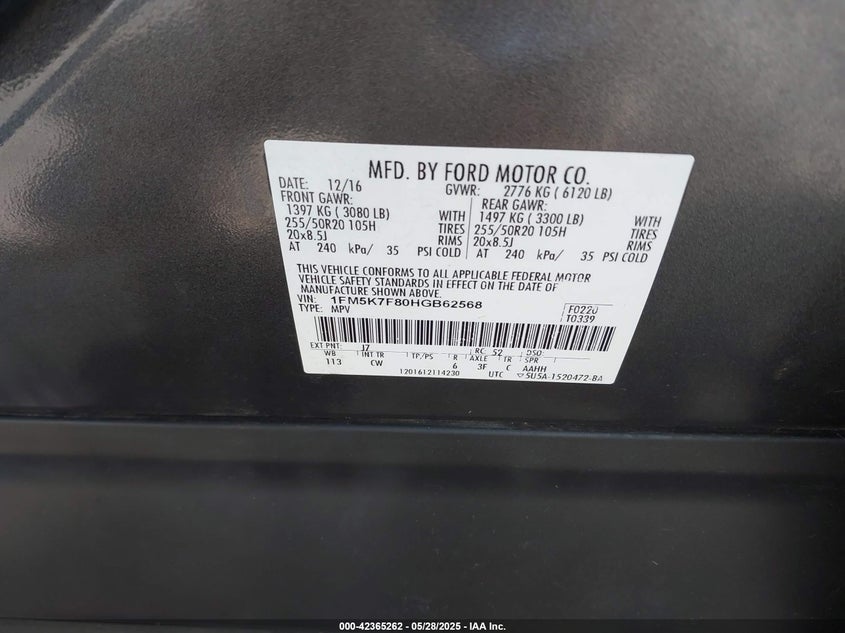 MFD. BY FORD MOTOR CO.
DATE: 12/16 GVWR: 2776 KG ( 6120 LB)
FRONT GAWR: REAR GAWR:
1397 KG ( 3080 LB) WITH 1497 KG ( 3300 LB) WITH
255/50R20 105H TIRES 255/50R20 105H TIRES
20x8.5J RIMS 20x8.5J RIMS
AT 240 kPa/ 35 PSI COLD AT 240 kPa/ 35 PSI COLD
THIS VEHICLE CONFORMS TO ALL APPLICABLE FEDERAL MOTOR
VEHICLE SAFETY STANDARDS IN EFFECT ON THE DATE OF
MANUFACTURE SHOWN ABOVE.
VIN: 1FM5K7F80HGB62568 F0220
TYPE: MPV T0339
EXT PNT: J7 RC: 52 DSO:
WB INT TR TP/PS R AXLE TR SPR
113 CW 6 3F C AAHH
1201612114230 UTC 5U5A-1520472-BA
000-42365262 / 05/28/2025 - IAA Inc.